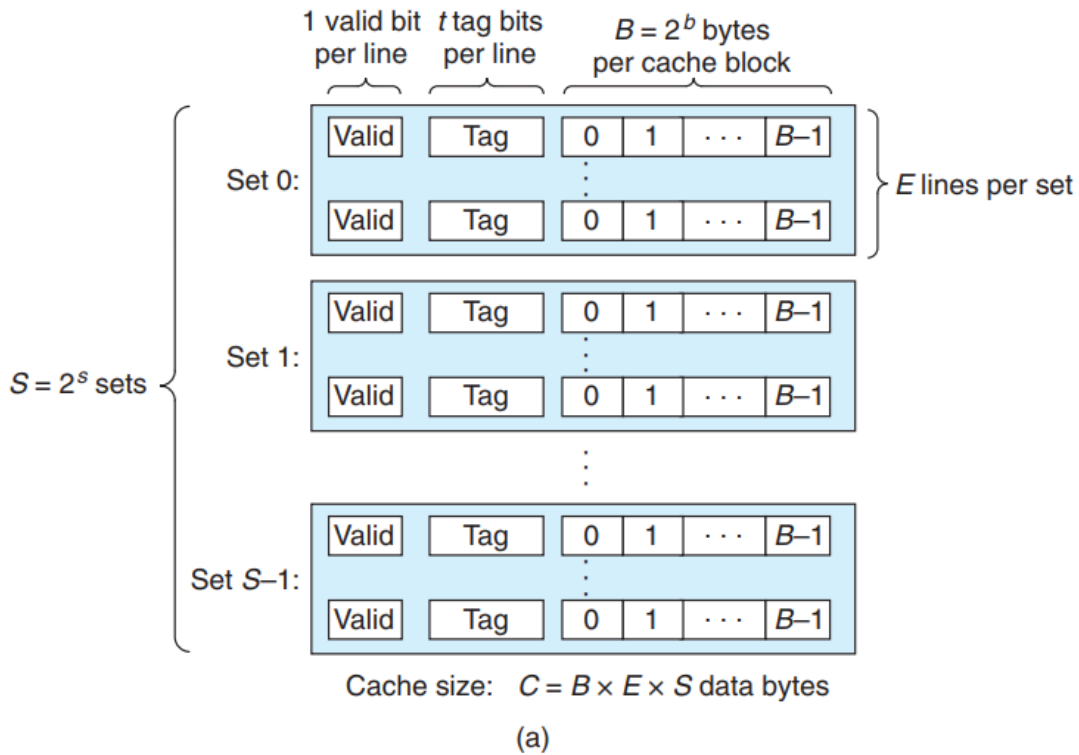 1 valid bit per line
t tag bits per line
B = 2^b bytes per cache block
Set 0:
Valid Tag 0 1 · · · B–1
Valid Tag 0 1 · · · B–1
E lines per set
Set 1:
Valid Tag 0 1 · · · B–1
Valid Tag 0 1 · · · B–1
S = 2^s sets
Set S–1:
Valid Tag 0 1 · · · B–1
Valid Tag 0 1 · · · B–1
Cache size: C = B × E × S data bytes
(a)